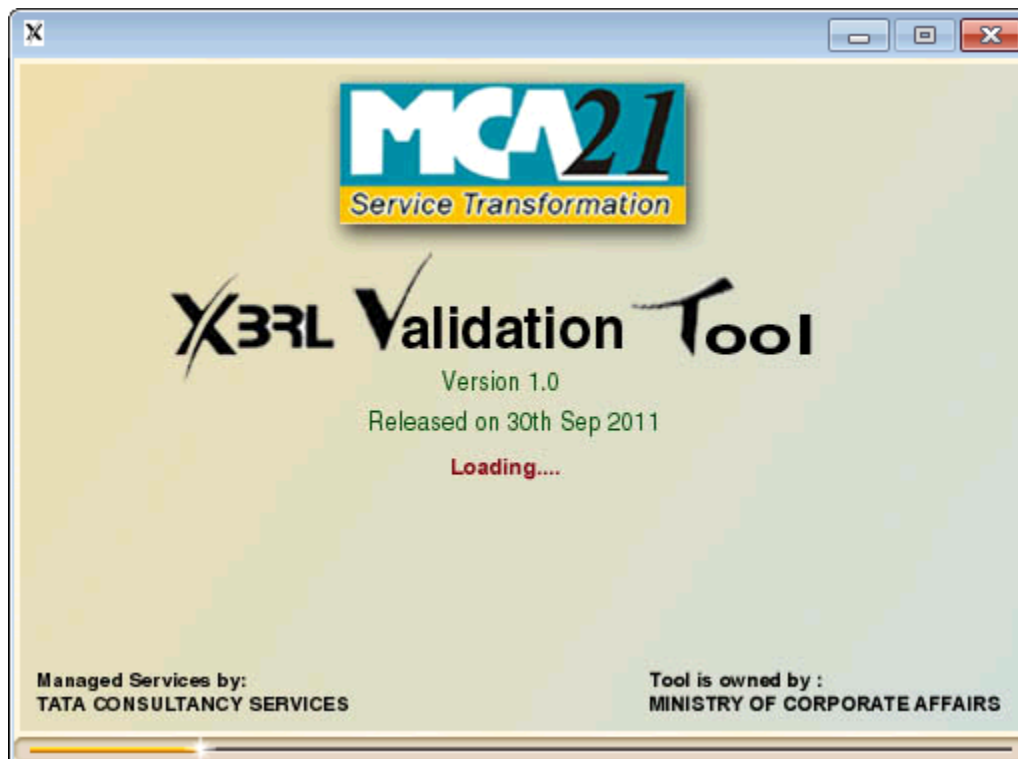 MCA21
Service Transformation
XBRL Validation Tool
Version 1.0
Released on 30th Sep 2011
Loading....
Managed Services by:
TATA CONSULTANCY SERVICES
Tool is owned by :
MINISTRY OF CORPORATE AFFAIRS